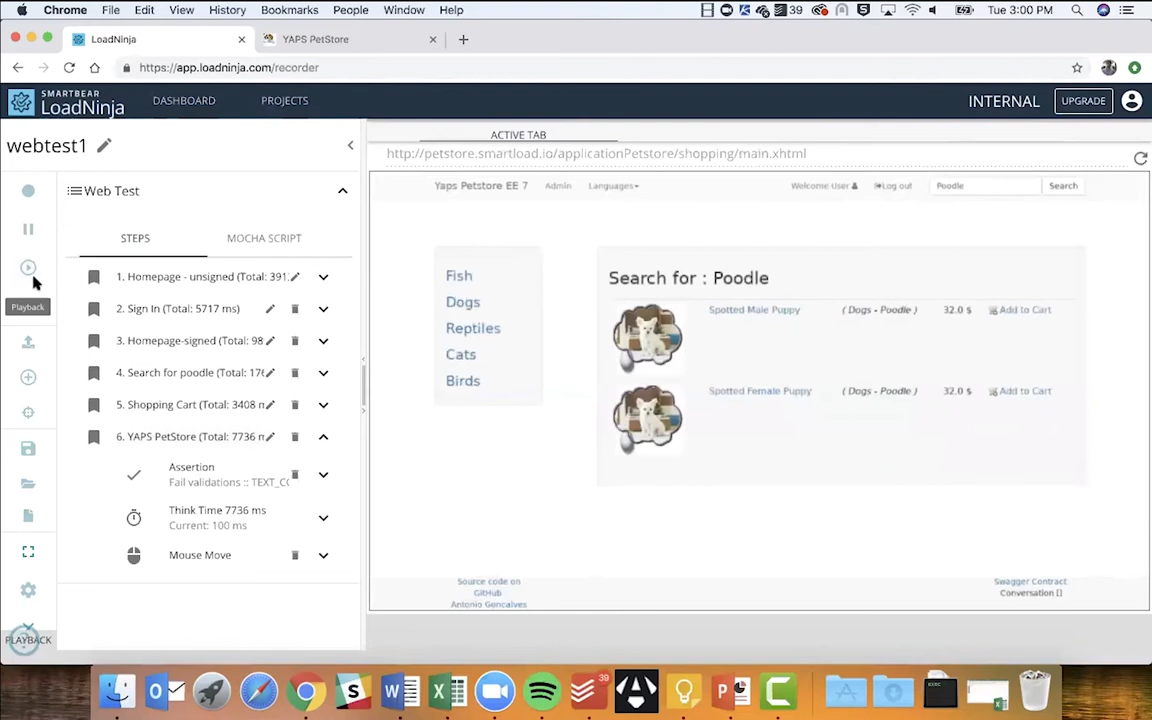 Chrome File Edit View History Bookmarks People Window Help 39 Tue 3:00 PM
LoadNinja YAPS PetStore
https://app.loadninja.com/recorder
SMARTBEAR
LoadNinja DASHBOARD PROJECTS INTERNAL UPGRADE
webtest1
ACTIVE TAB
http://petstore.smartload.io/applicationPetstore/shopping/main.xhtml
Web Test
STEPS MOCHA SCRIPT
1. Homepage - unsigned (Total: 391
2. Sign In (Total: 5717 ms)
3. Homepage-signed (Total: 98
4. Search for poodle (Total: 176
5. Shopping Cart (Total: 3408 m
6. YAPS PetStore (Total: 7736 m
Assertion
Fail validations :: TEXT_CO
Think Time 7736 ms
Current: 100 ms
Mouse Move
Playback
PLAYBACK
Yaps Petstore EE 7 Admin Languages Welcome User Log out Poodle Search
Fish
Dogs
Reptiles
Cats
Birds
Search for : Poodle
Spotted Male Puppy ( Dogs - Poodle ) 32.0 $ Add to Cart
Spotted Female Puppy ( Dogs - Poodle ) 32.0 $ Add to Cart
Source code on
GitHub
Antonio Goncalves
Swagger Contract
Conversation []
39